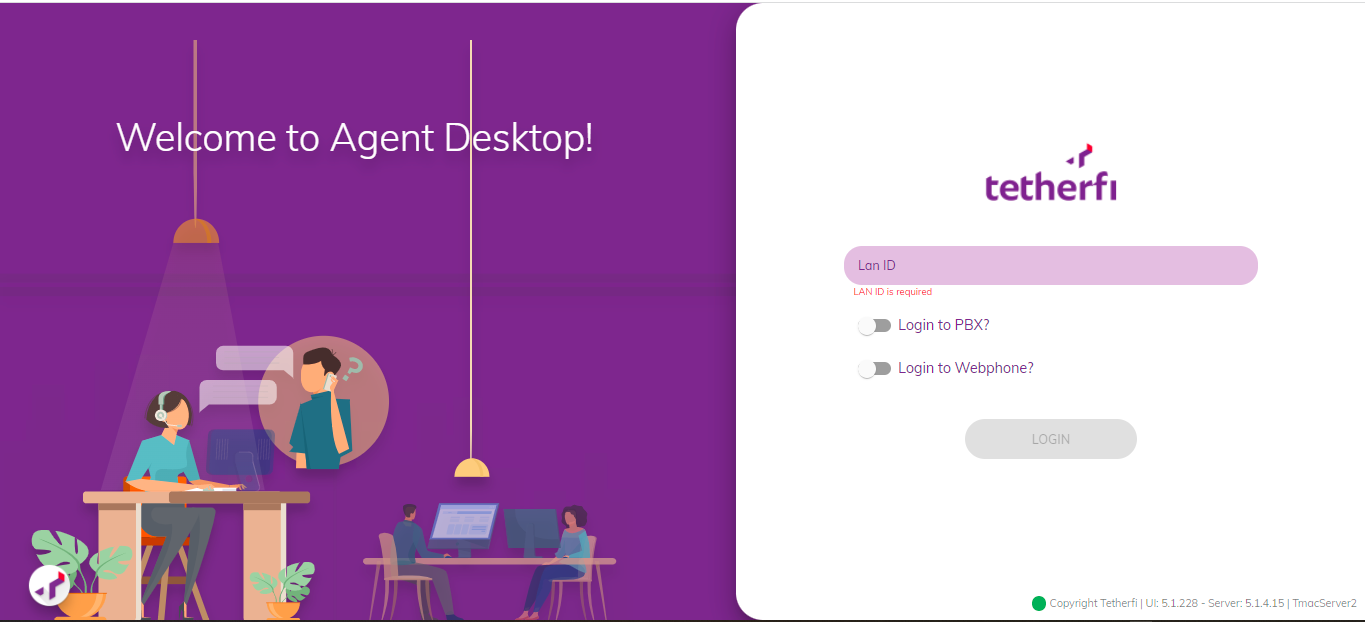 Welcome to Agent Desktop!
tetherfi
Lan ID
LAN ID is required
Login to PBX?
Login to Webphone?
LOGIN
Copyright Tetherfi | UI: 5.1.228 - Server: 5.1.4.15 | TmacServer2